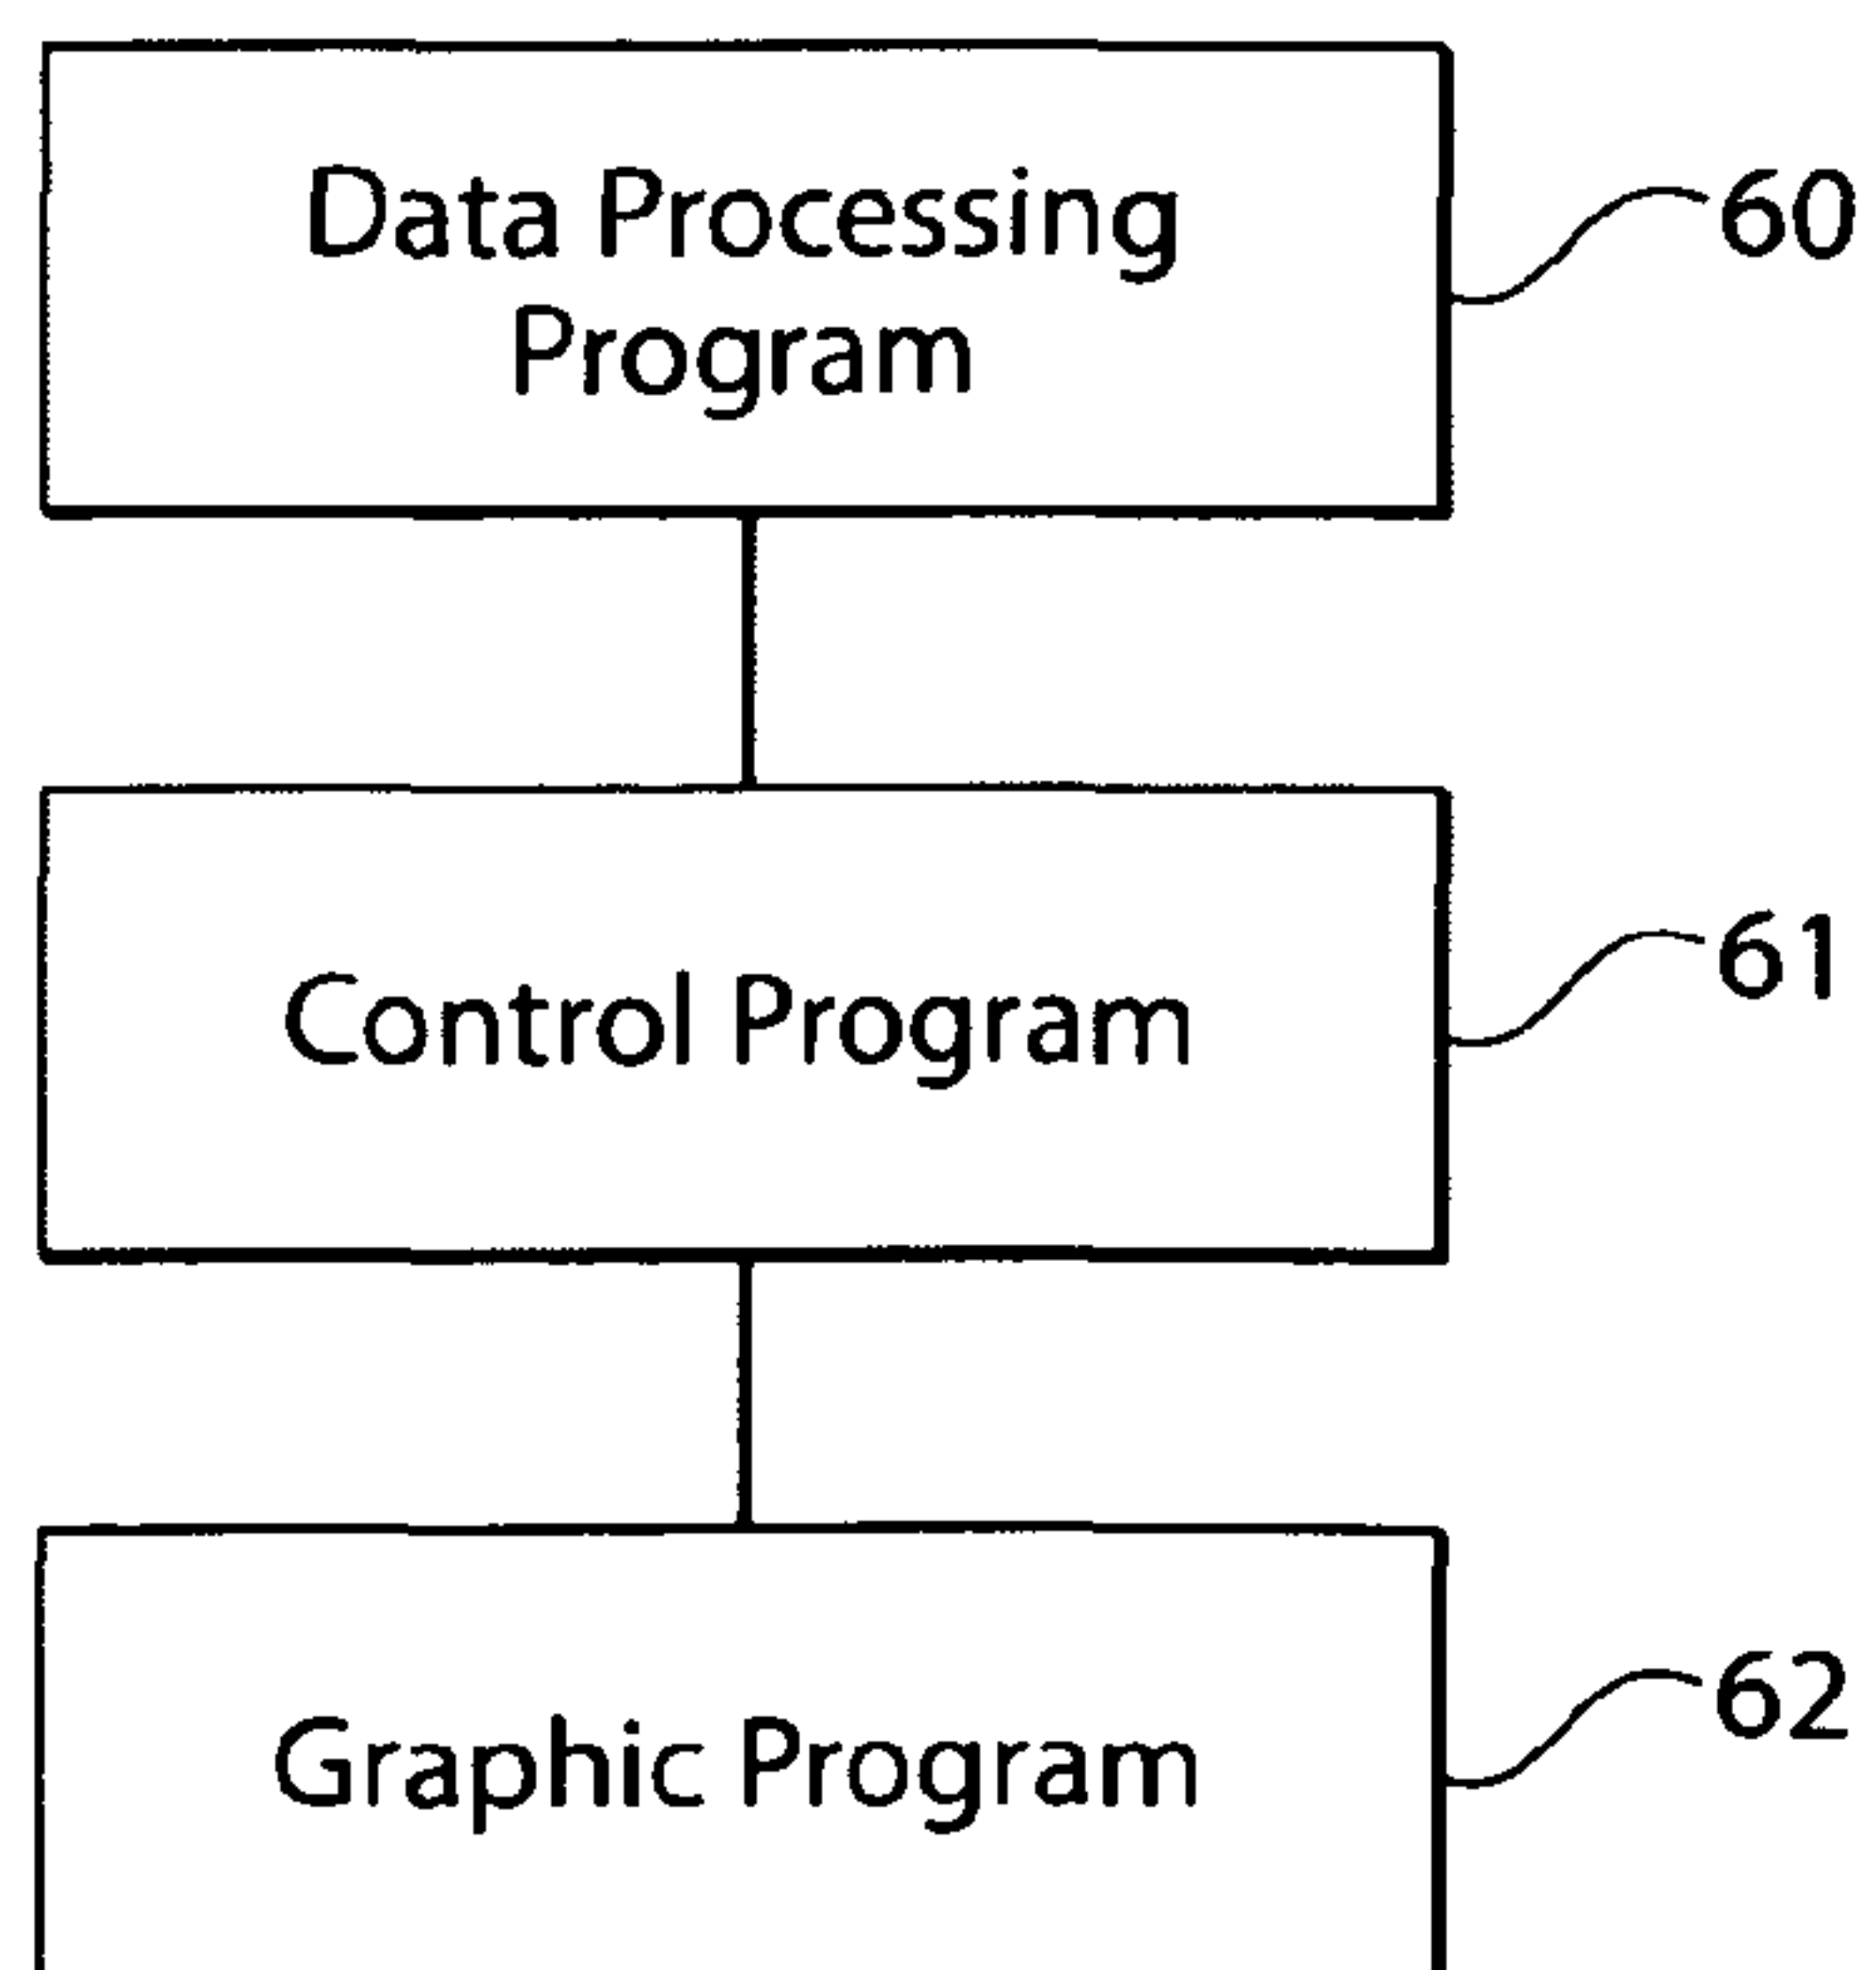 Data Processing
Program
60
Control Program
61
Graphic Program
62